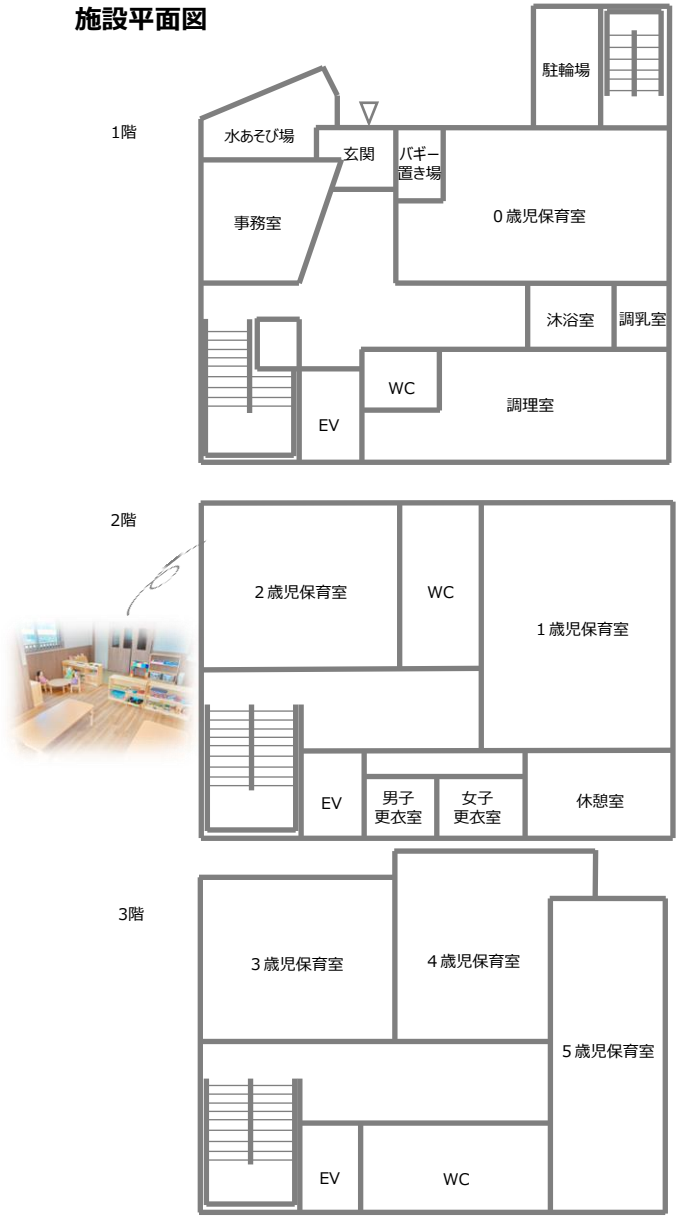 施設平面図
1階
駐輪場
水あそび場
玄関
バギー
置き場
事務室
０歳児保育室
沐浴室
調乳室
WC
調理室
EV
2階
２歳児保育室
WC
１歳児保育室
EV
男子
更衣室
女子
更衣室
休憩室
3階
３歳児保育室
４歳児保育室
５歳児保育室
EV
WC